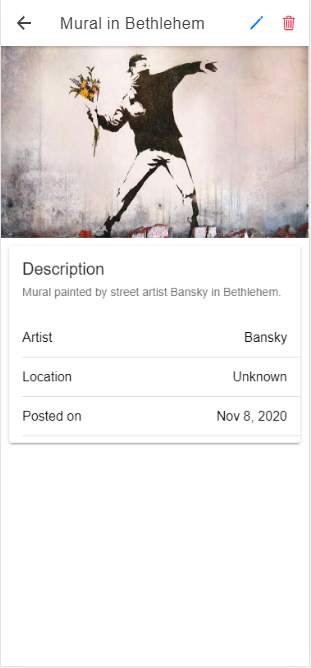 Mural in Bethlehem
Description
Mural painted by street artist Bansky in Bethlehem.
Artist Bansky
Location Unknown
Posted on Nov 8, 2020